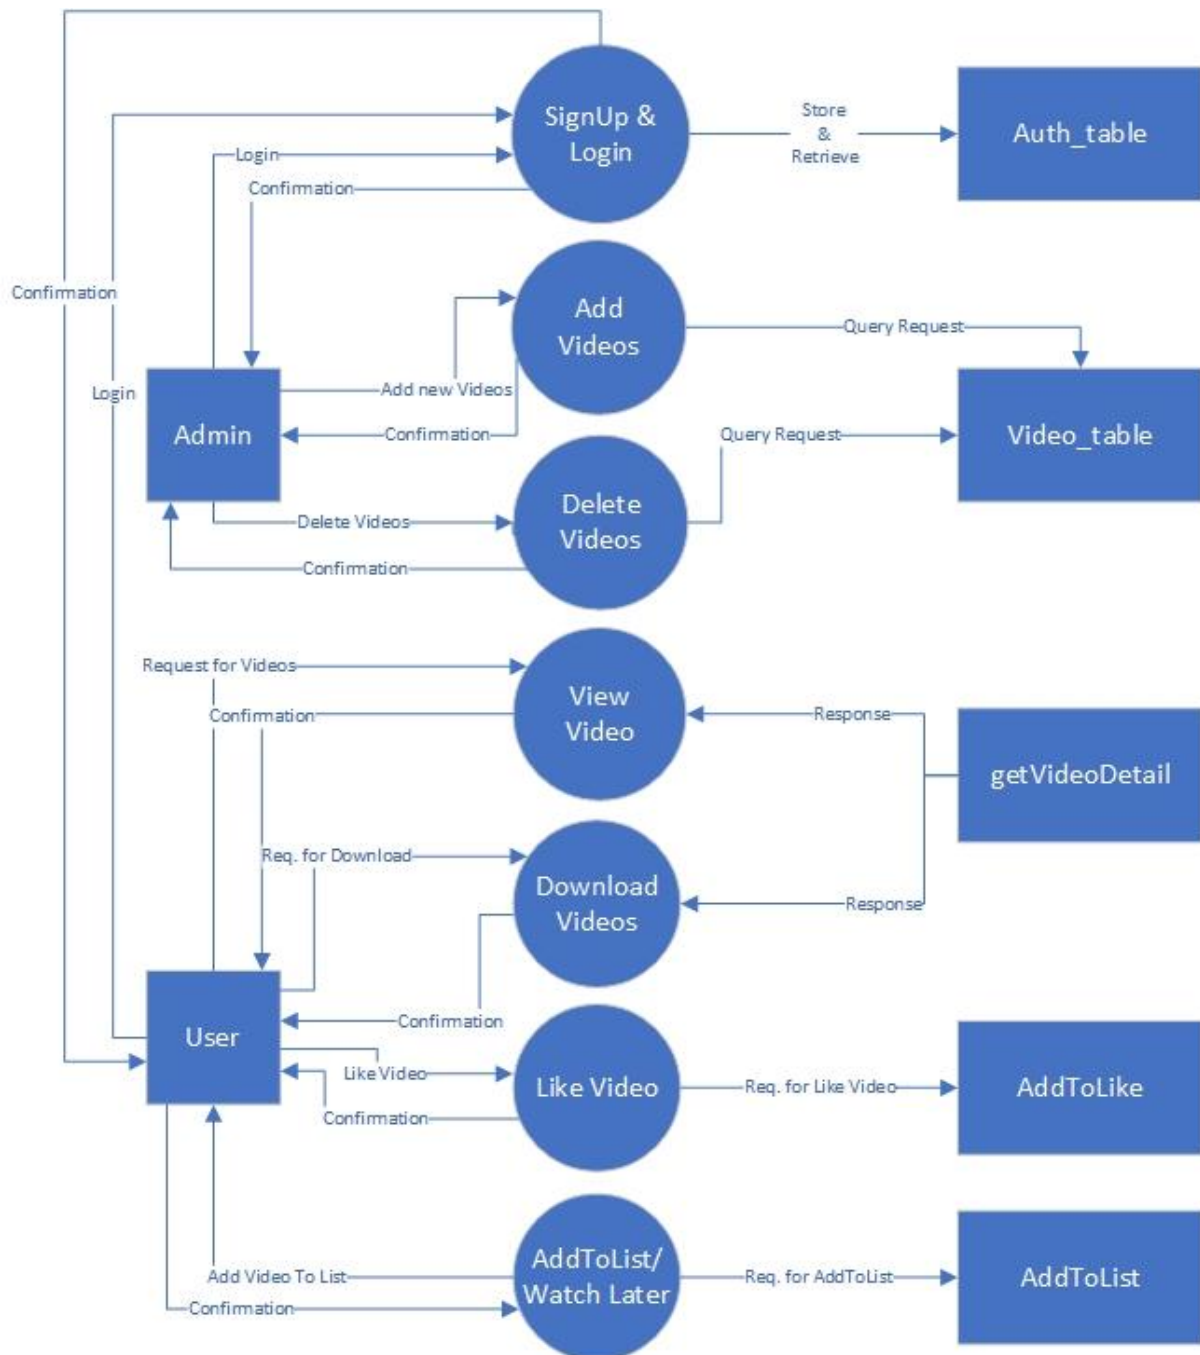 SignUp &
Login
Store
&
Retrieve
Auth_table
Login
Confirmation
Confirmation
Add
Videos
Query Request
Add new Videos
Login
Admin
Confirmation
Query Request
Video_table
Delete
Videos
Delete Videos
Confirmation
Request for Videos
Confirmation
View
Video
Response
getVideoDetail
Req. for Download
Download
Videos
Response
Confirmation
User
Like Video
Like Video
Req. for Like Video
AddToLike
Confirmation
AddToList/
Watch Later
Add Video To List
Req. for AddToList
AddToList
Confirmation